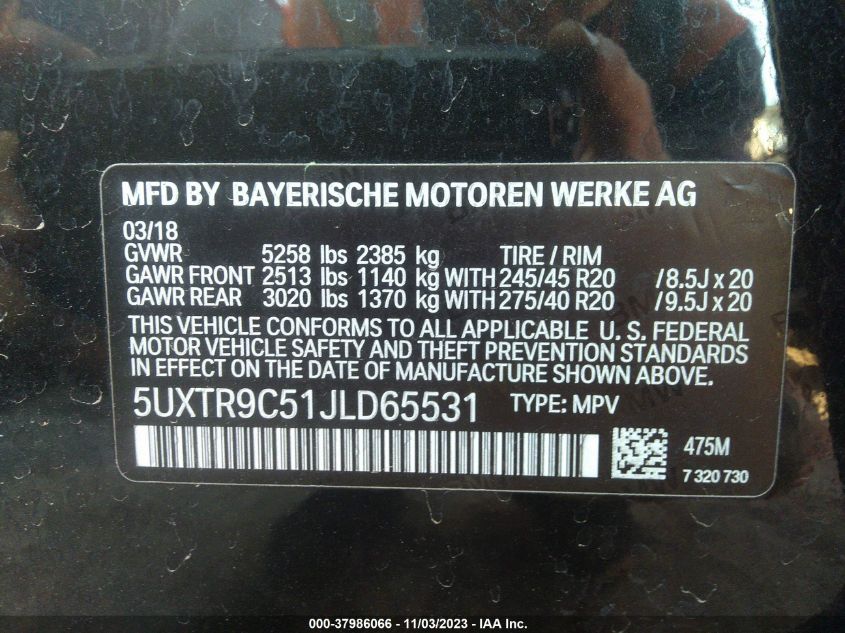 MFD BY BAYERISCHE MOTOREN WERKE AG
03/18
GVWR 5258 lbs 2385 kg TIRE / RIM
GAWR FRONT 2513 lbs 1140 kg WITH 245/45 R20 / 8.5J x 20
GAWR REAR 3020 lbs 1370 kg WITH 275/40 R20 / 9.5J x 20
THIS VEHICLE CONFORMS TO ALL APPLICABLE U. S. FEDERAL
MOTOR VEHICLE SAFETY AND THEFT PREVENTION STANDARDS
IN EFFECT ON THE DATE OF MANUFACTURE SHOWN ABOVE.
5UXTR9C51JLD65531 TYPE: MPV
475M
7 320 730
000-37986066 - 11/03/2023 - IAA Inc.